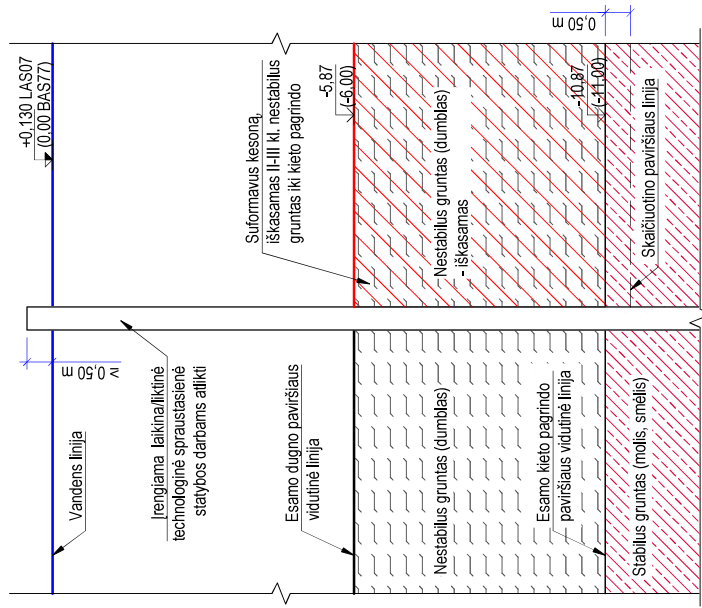 +0.130 LAS07
(0.00 BAS77)
≥ 0,50 m
Vandens linija
Įrengiama laikina/liktinė
technologinė spraustasienė
statybos darbams atlikti
Suformavus kesoną,
iškasamas II-III kl. nestabilus
gruntas iki kieto pagrindo
-5,87
(-6.00)
Esamo dugno paviršiaus
vidutinė linija
Nestabilus gruntas (dumblas)
Nestabilus gruntas (dumblas)
- iškasamas
-10,87
(-11,00)
0,50 m
Esamo kieto pagrindo
paviršiaus vidutinė linija
Skaičiuotino paviršiaus linija
Stabilus gruntas (molis, smėlis)